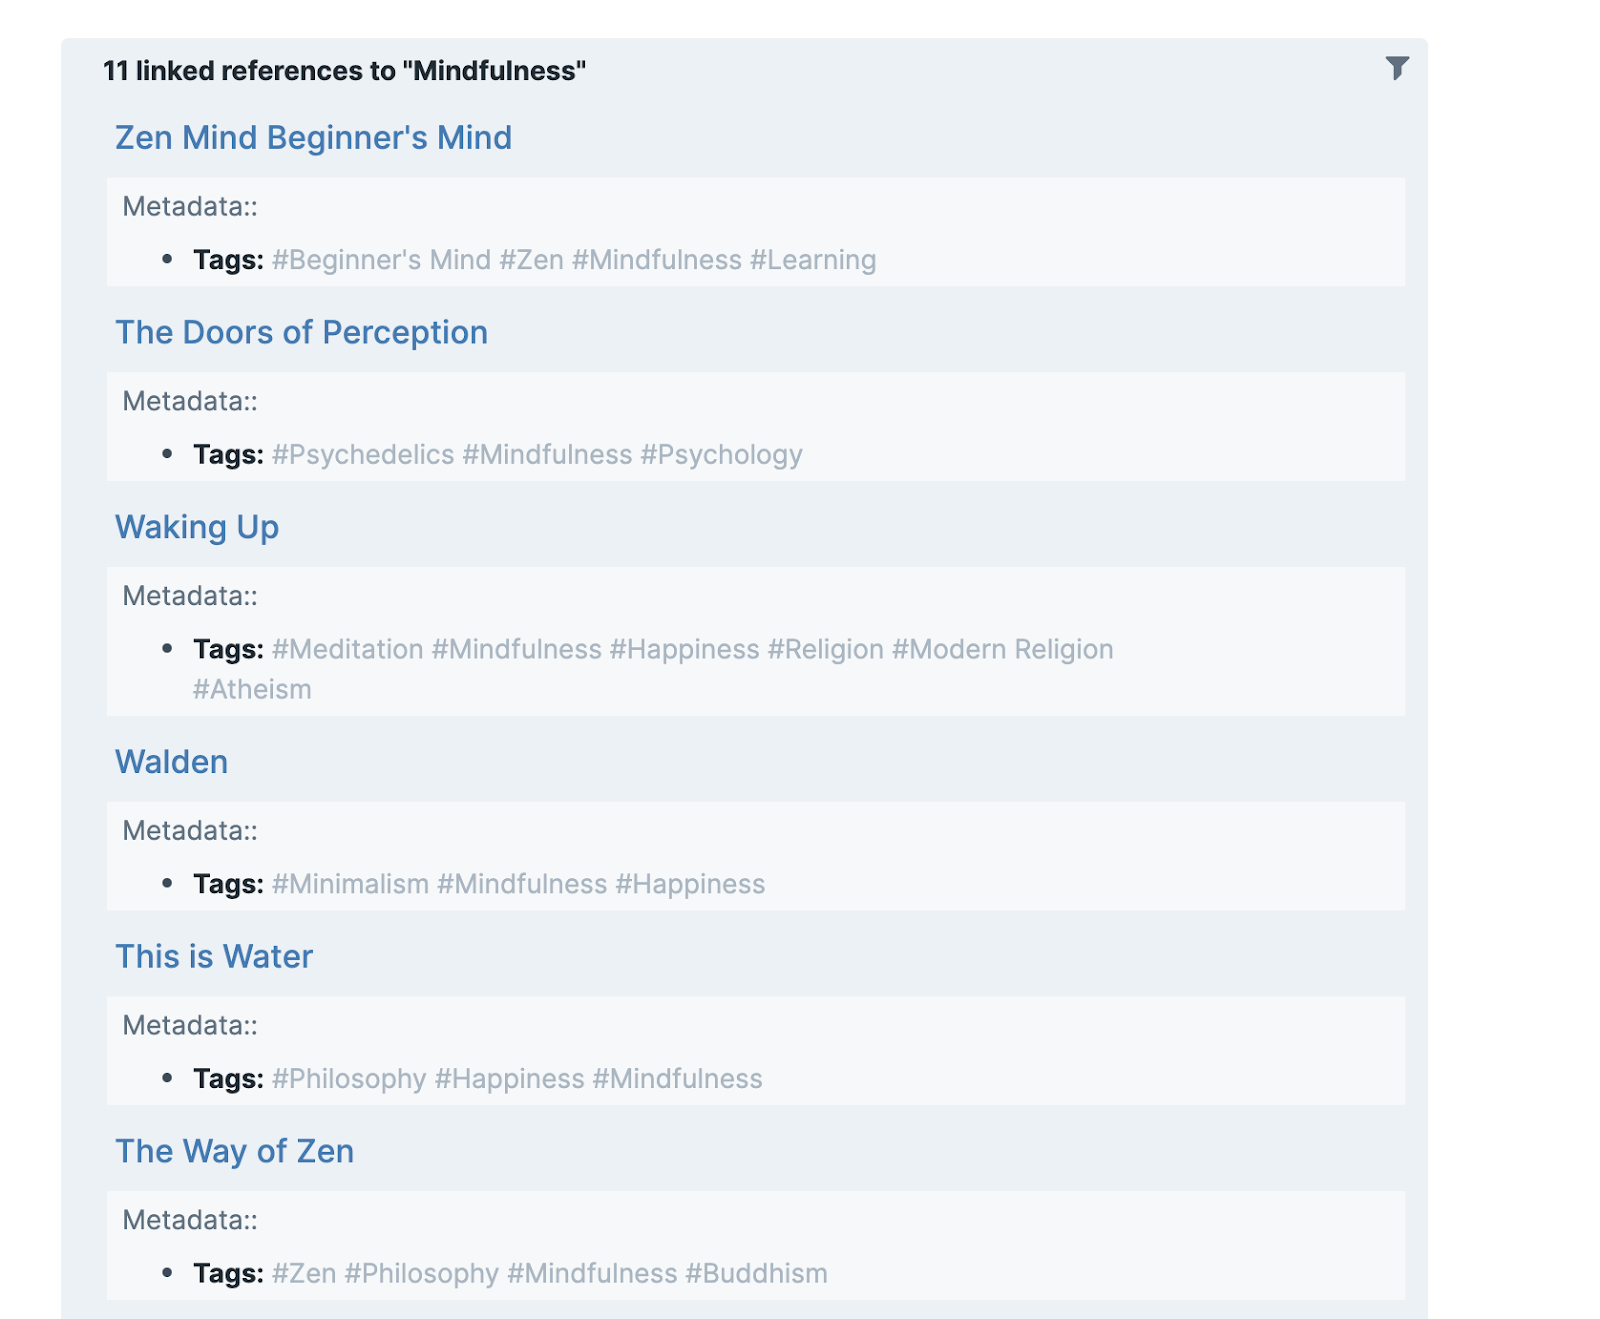 11 linked references to "Mindfulness"
Zen Mind Beginner's Mind
Metadata::
• Tags: #Beginner's Mind #Zen #Mindfulness #Learning
The Doors of Perception
Metadata::
• Tags: #Psychedelics #Mindfulness #Psychology
Waking Up
Metadata::
• Tags: #Meditation #Mindfulness #Happiness #Religion #Modern Religion
#Atheism
Walden
Metadata::
• Tags: #Minimalism #Mindfulness #Happiness
This is Water
Metadata::
• Tags: #Philosophy #Happiness #Mindfulness
The Way of Zen
Metadata::
• Tags: #Zen #Philosophy #Mindfulness #Buddhism